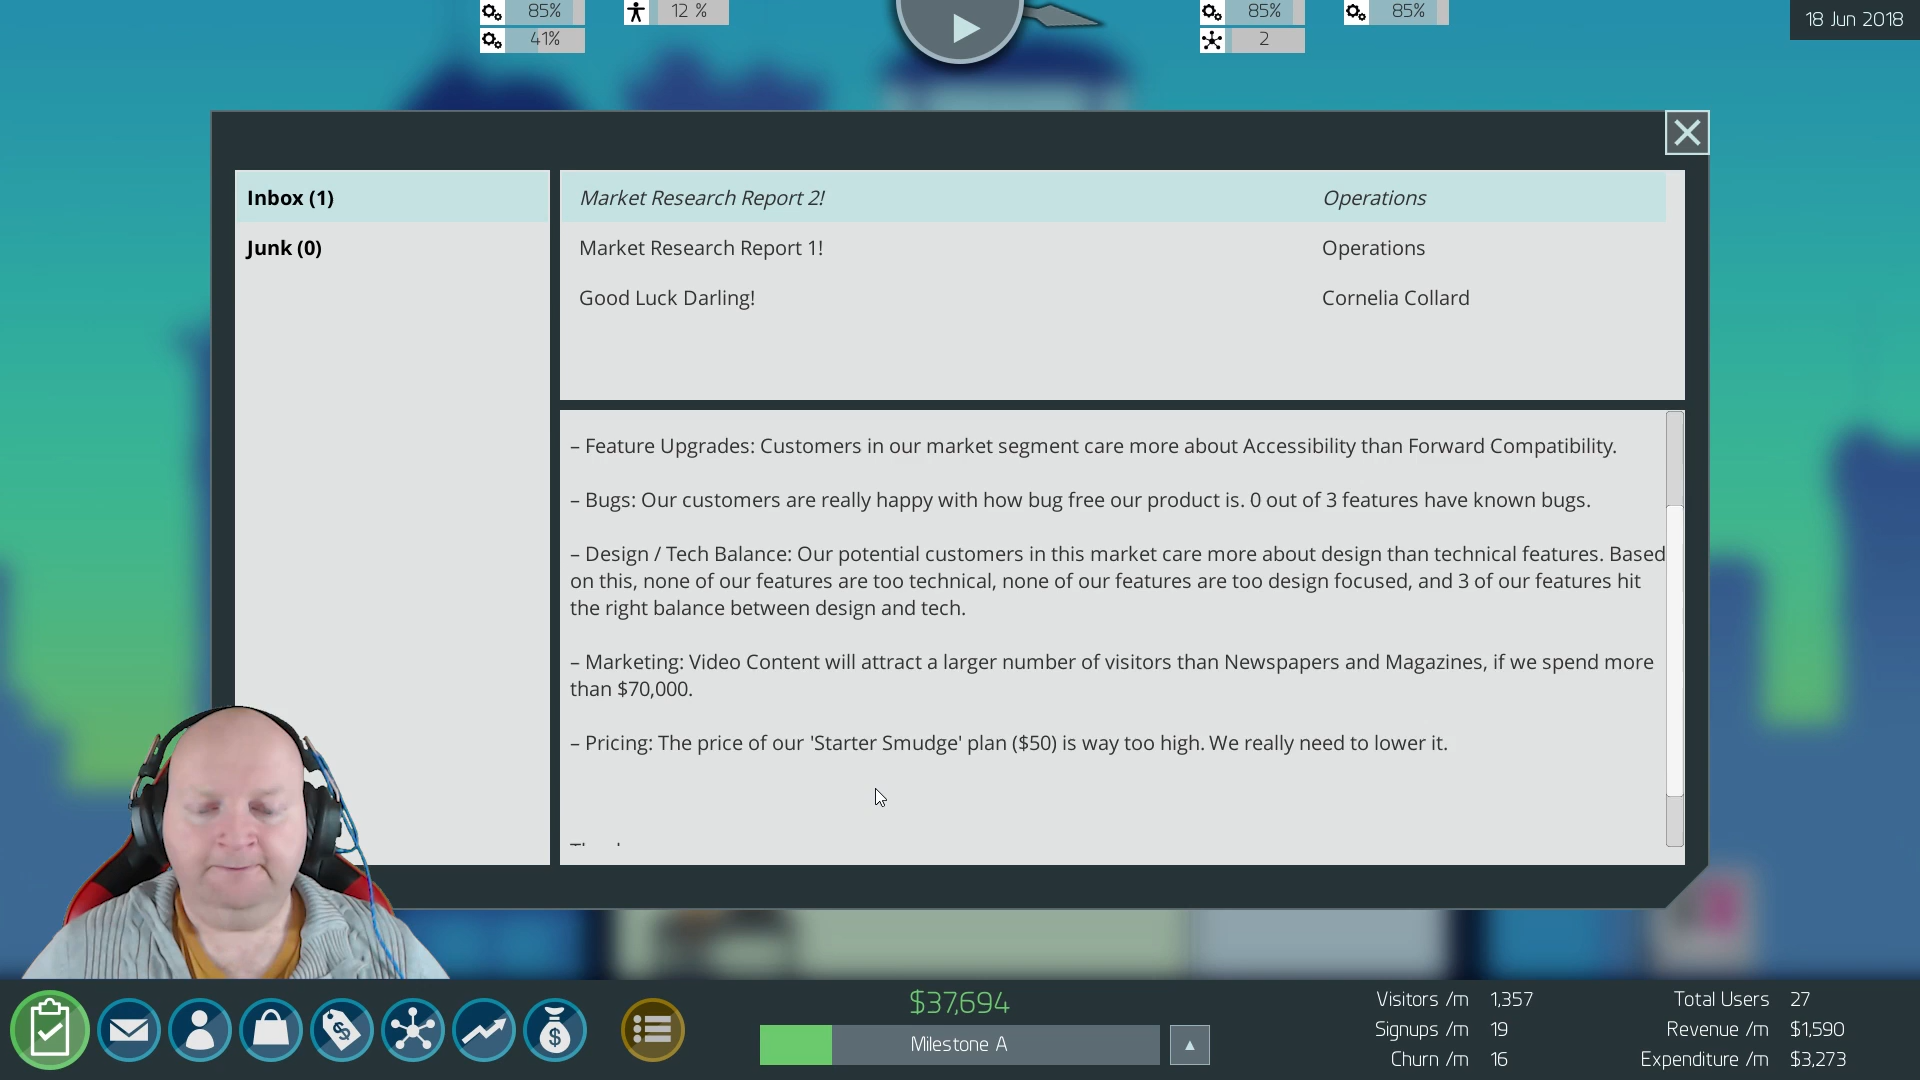 85%
12 %
85%
85%
18 Jun 2018
41%
2
Inbox (1)
Junk (0)
Market Research Report 2! Operations
Market Research Report 1! Operations
Good Luck Darling! Cornelia Collard
– Feature Upgrades: Customers in our market segment care more about Accessibility than Forward Compatibility.
– Bugs: Our customers are really happy with how bug free our product is. 0 out of 3 features have known bugs.
– Design / Tech Balance: Our potential customers in this market care more about design than technical features. Based
on this, none of our features are too technical, none of our features are too design focused, and 3 of our features hit
the right balance between design and tech.
– Marketing: Video Content will attract a larger number of visitors than Newspapers and Magazines, if we spend more
than $70,000.
– Pricing: The price of our 'Starter Smudge' plan ($50) is way too high. We really need to lower it.
$37,694
Milestone A
Visitors /m 1,357
Signups /m 19
Churn /m 16
Total Users 27
Revenue /m $1,590
Expenditure /m $3,273